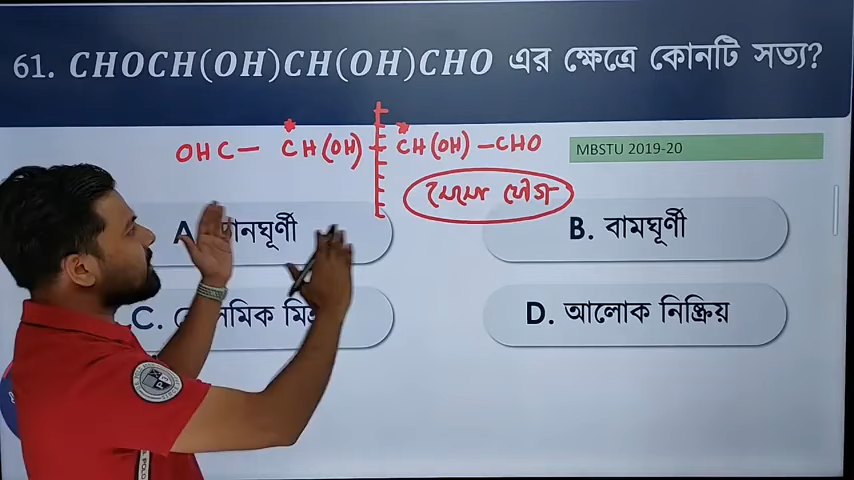 61. CHOCH(OH)CH(OH)CHO এর ক্ষেত্রে কোনটি সত্য?
OHC — *CH(OH) - *CH(OH) —CHO
MBSTU 2019-20
মেসো যৌগ
A.
B. বামঘূর্ণী
C.
D. আলোক নিষ্ক্রিয়